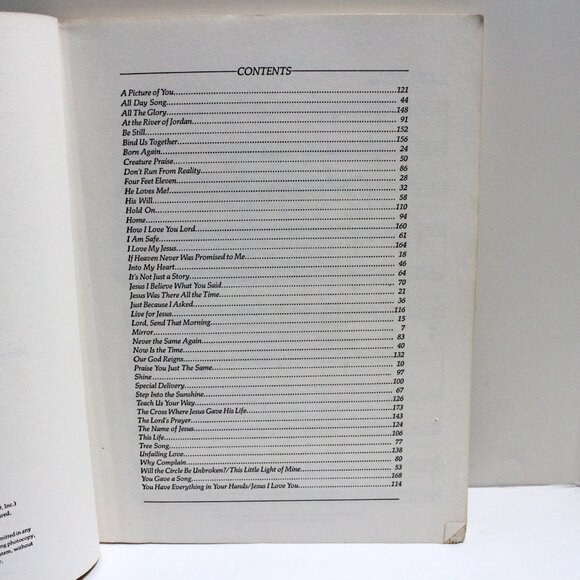 , Inc.)
mitted in any
ng photocopy,
without
CONTENTS
A Picture of You 121
All Day Song 44
All The Glory 148
At the River of Jordan 91
Be Still 152
Bind Us Together 156
Born Again 24
Creature Praise 50
Don't Run From Reality 86
Four Feet Eleven 28
He Loves Me! 32
His Will 58
Hold On 110
Home 94
How I Love You Lord 160
I Am Safe 61
I Love My Jesus 164
If Heaven Never Was Promised to Me 18
Into My Heart 46
It's Not Just a Story 64
Jesus I Believe What You Said 70
Jesus Was There All the Time 21
Just Because I Asked 36
Live for Jesus 116
Lord, Send That Morning 15
Mirror 7
Never the Same Again 83
Now Is the Time 40
Our God Reigns 132
Praise You Just The Same 10
Shine 97
Special Delivery 100
Step Into the Sunshine 67
Teach Us Your Way 126
The Cross Where Jesus Gave His Life 173
The Lord's Prayer 143
The Name of Jesus 124
This Life 106
Tree Song 77
Unfailing Love 138
Why Complain 80
Will the Circle Be Unbroken?/This Little Light of Mine 53
You Gave a Song 168
You Have Everything in Your Hands/Jesus I Love You 114